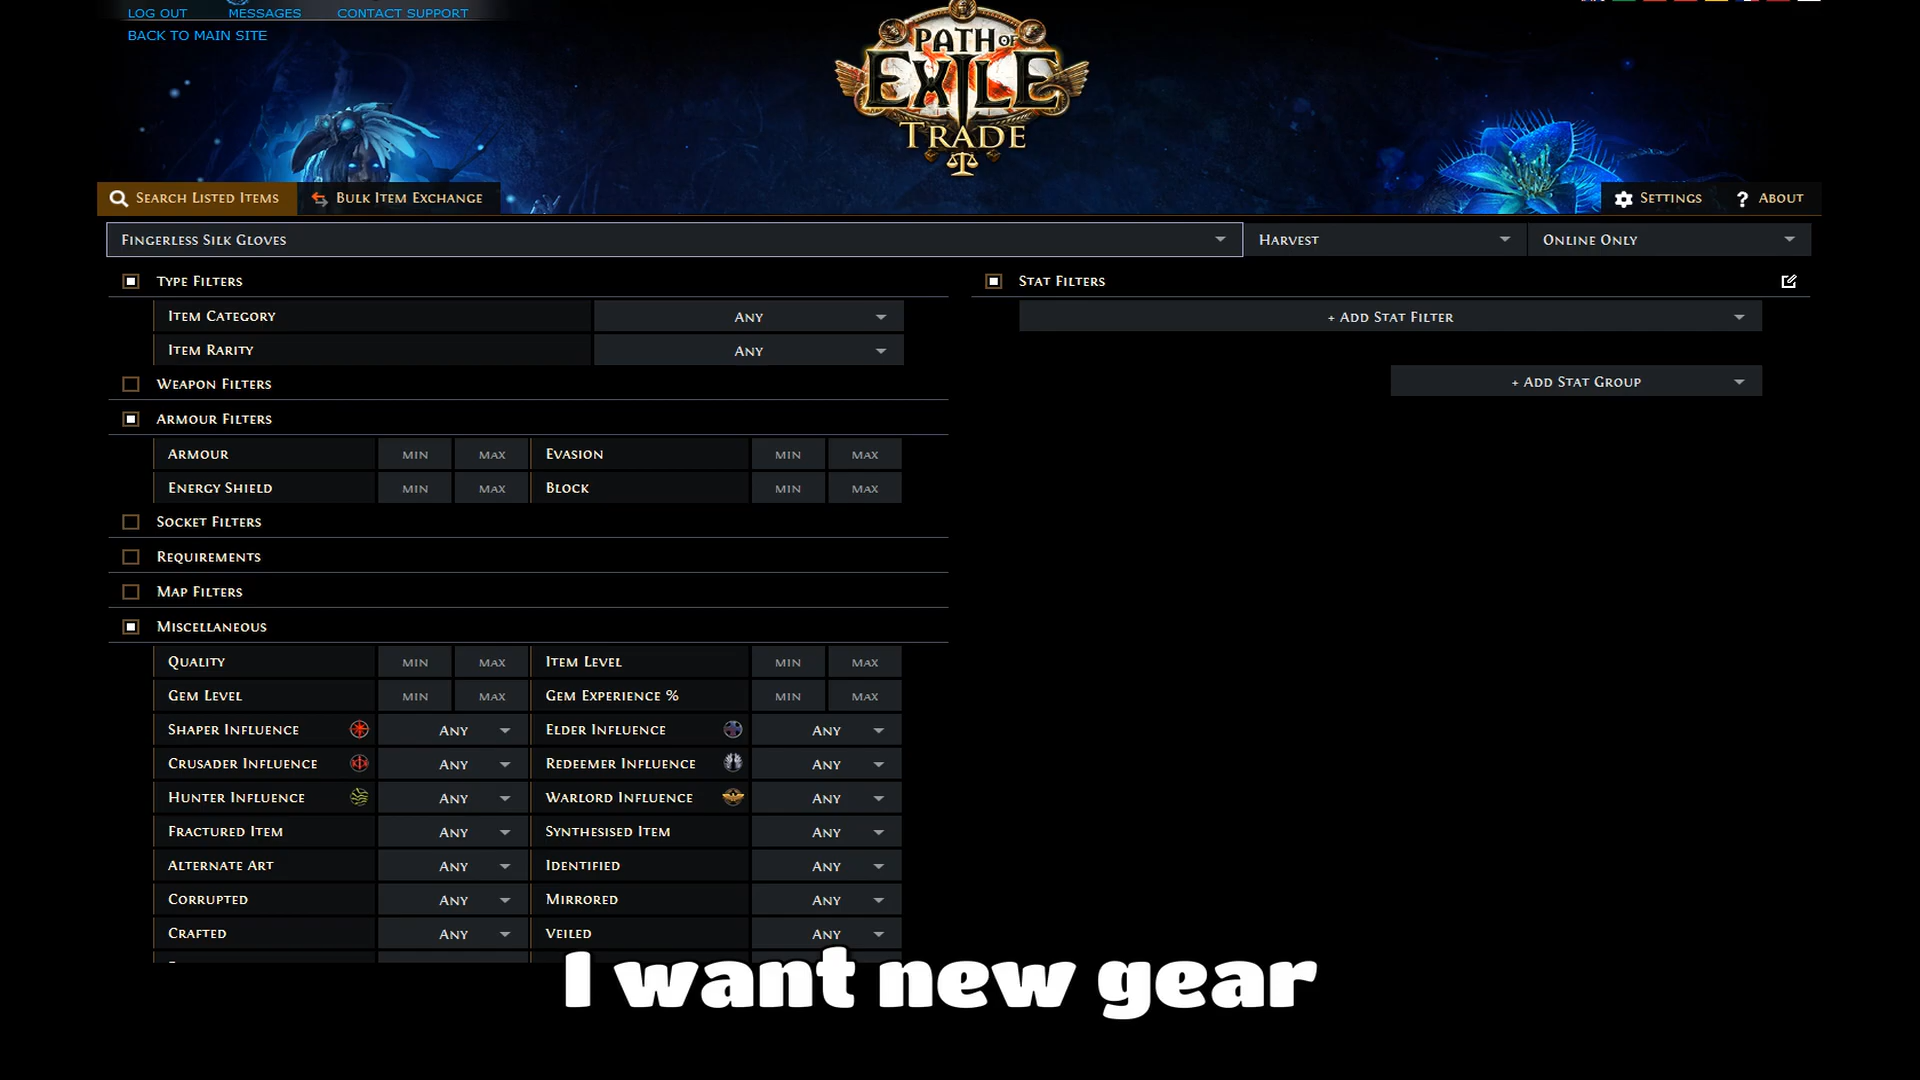 LOG OUT MESSAGES CONTACT SUPPORT
BACK TO MAIN SITE
PATH OF
EXILE
TRADE
SEARCH LISTED ITEMS BULK ITEM EXCHANGE SETTINGS ? ABOUT
FINGERLESS SILK GLOVES HARVEST ONLINE ONLY
TYPE FILTERS
ITEM CATEGORY ANY
ITEM RARITY ANY
WEAPON FILTERS
ARMOUR FILTERS
ARMOUR MIN MAX EVASION MIN MAX
ENERGY SHIELD MIN MAX BLOCK MIN MAX
SOCKET FILTERS
REQUIREMENTS
MAP FILTERS
MISCELLANEOUS
QUALITY MIN MAX ITEM LEVEL MIN MAX
GEM LEVEL MIN MAX GEM EXPERIENCE % MIN MAX
SHAPER INFLUENCE ANY ELDER INFLUENCE ANY
CRUSADER INFLUENCE ANY REDEEMER INFLUENCE ANY
HUNTER INFLUENCE ANY WARLORD INFLUENCE ANY
FRACTURED ITEM ANY SYNTHESISED ITEM ANY
ALTERNATE ART ANY IDENTIFIED ANY
CORRUPTED ANY MIRRORED ANY
CRAFTED ANY VEILED ANY
STAT FILTERS
+ ADD STAT FILTER
+ ADD STAT GROUP
I want new gear